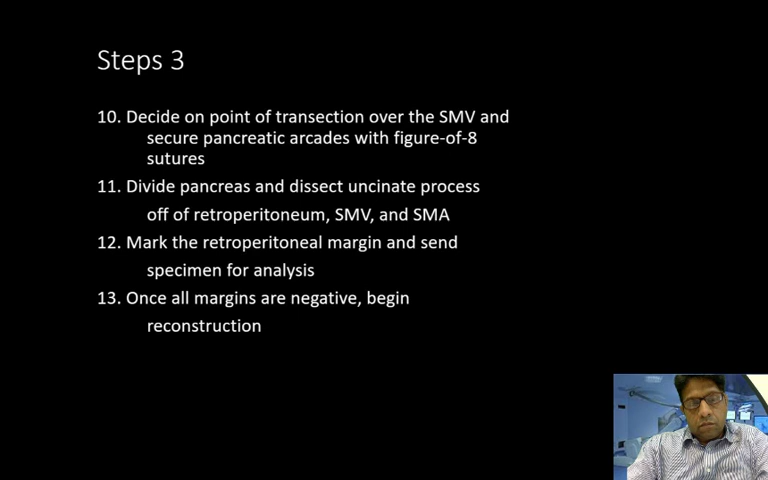 Steps 3
10. Decide on point of transection over the SMV and
secure pancreatic arcades with figure-of-8
sutures
11. Divide pancreas and dissect uncinate process
off of retroperitoneum, SMV, and SMA
12. Mark the retroperitoneal margin and send
specimen for analysis
13. Once all margins are negative, begin
reconstruction